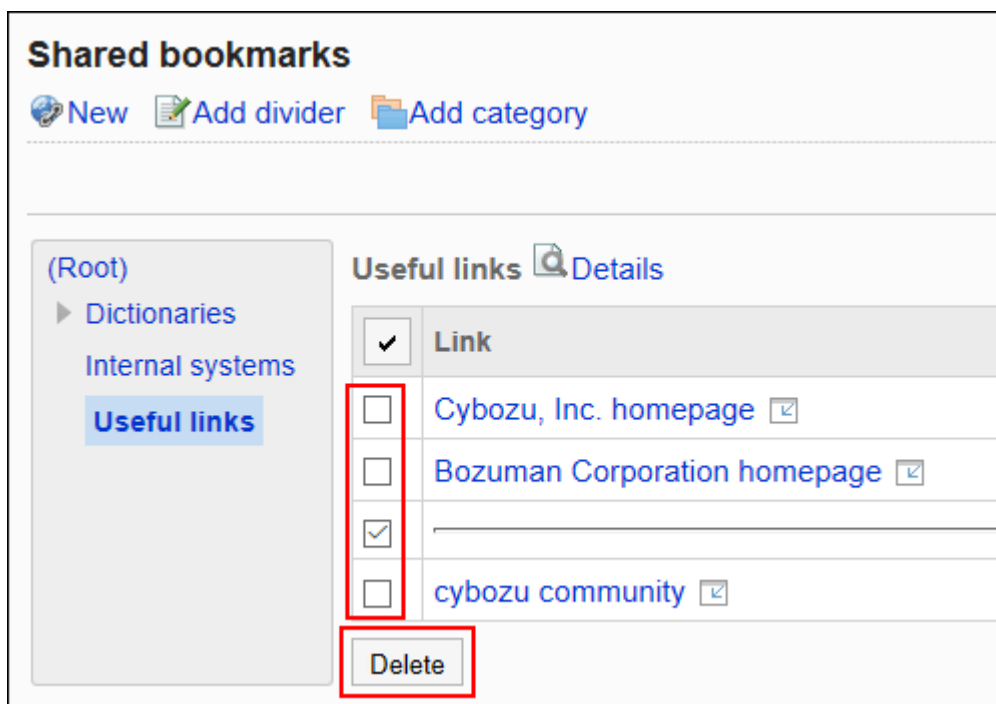 Shared bookmarks
New Add divider Add category
(Root)
Dictionaries
Internal systems
Useful links
Useful links Details
Link
Cybozu, Inc. homepage
Bozuman Corporation homepage
cybozu community
Delete